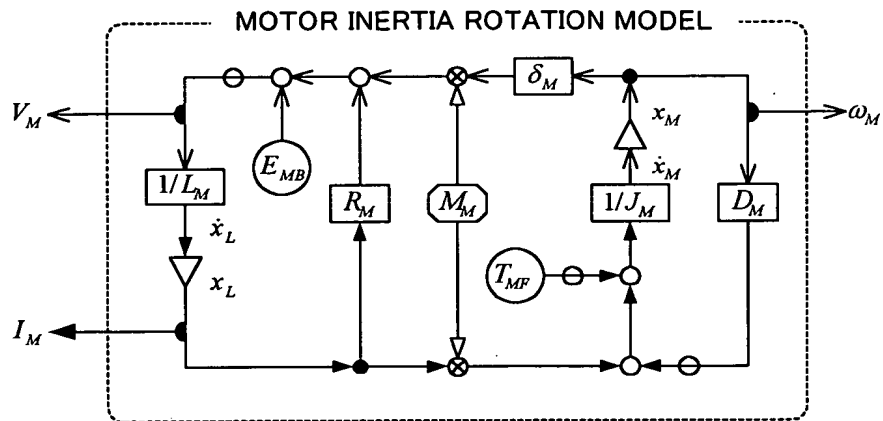 MOTOR INERTIA ROTATION MODEL
δ_M
V_M
x_M
ω_M
E_MB
ẋ_M
1/L_M
R_M
M_M
1/J_M
D_M
ẋ_L
T_MF
x_L
I_M